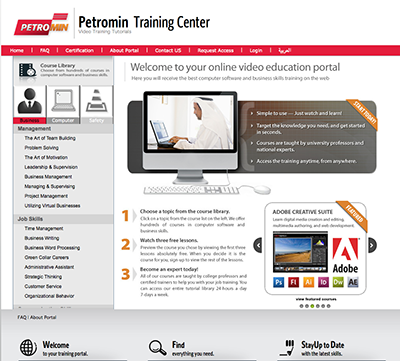 PETROMIN
Petromin Training Center
Video Training Tutorials
Home | FAQ | Certification | About Portal | Contact US | Request Access | Login | العربية
Course Library
Choose from hundreds of courses in computer and business skills.
Business Computer Safety
Management
The Art of Team Building
Problem Solving
The Art of Motivation
Leadership & Supervision
Business Management
Managing & Supervising
Project Management
Utilizing Virtual Businesses
Job Skills
Time Management
Business Writing
Business Word Processing
Green Collar Careers
Administrative Assistant
Strategic Thinking
Customer Service
Organizational Behavior
Welcome to your online video education portal
Here you will receive the best computer software and business skills training on the web
START TODAY!
Simple to use — Just watch and learn!
Target the knowledge you need, and get started
in seconds.
Courses are taught by university professors and
national experts.
Access the training anytime, from anywhere.
1 Choose a topic from the course library.
Click on a topic from the course list on the left. We offer
hundreds of courses in computer software and
business skills.
2 Watch three free lessons.
Preview the course you chose by viewing the first three
lessons absolutely free. When you decide it is the
course for you, sign up to view the rest of the lessons.
3 Become an expert today!
All of our courses are taught by college professors and
certified trainers to help you with your job training. You
can access our entire tutorial library 24 hours a day
7 days a week.
FEATURED
ADOBE CREATIVE SUITE
Learn digital media creation and editing,
multimedia authoring, and web development.
Adobe
Ps Fl Ai Id Dw AE
view featured courses
FAQ | About Portal
Welcome
to your training portal.
Find
everything you need.
StayUp to Date
with the latest skills.